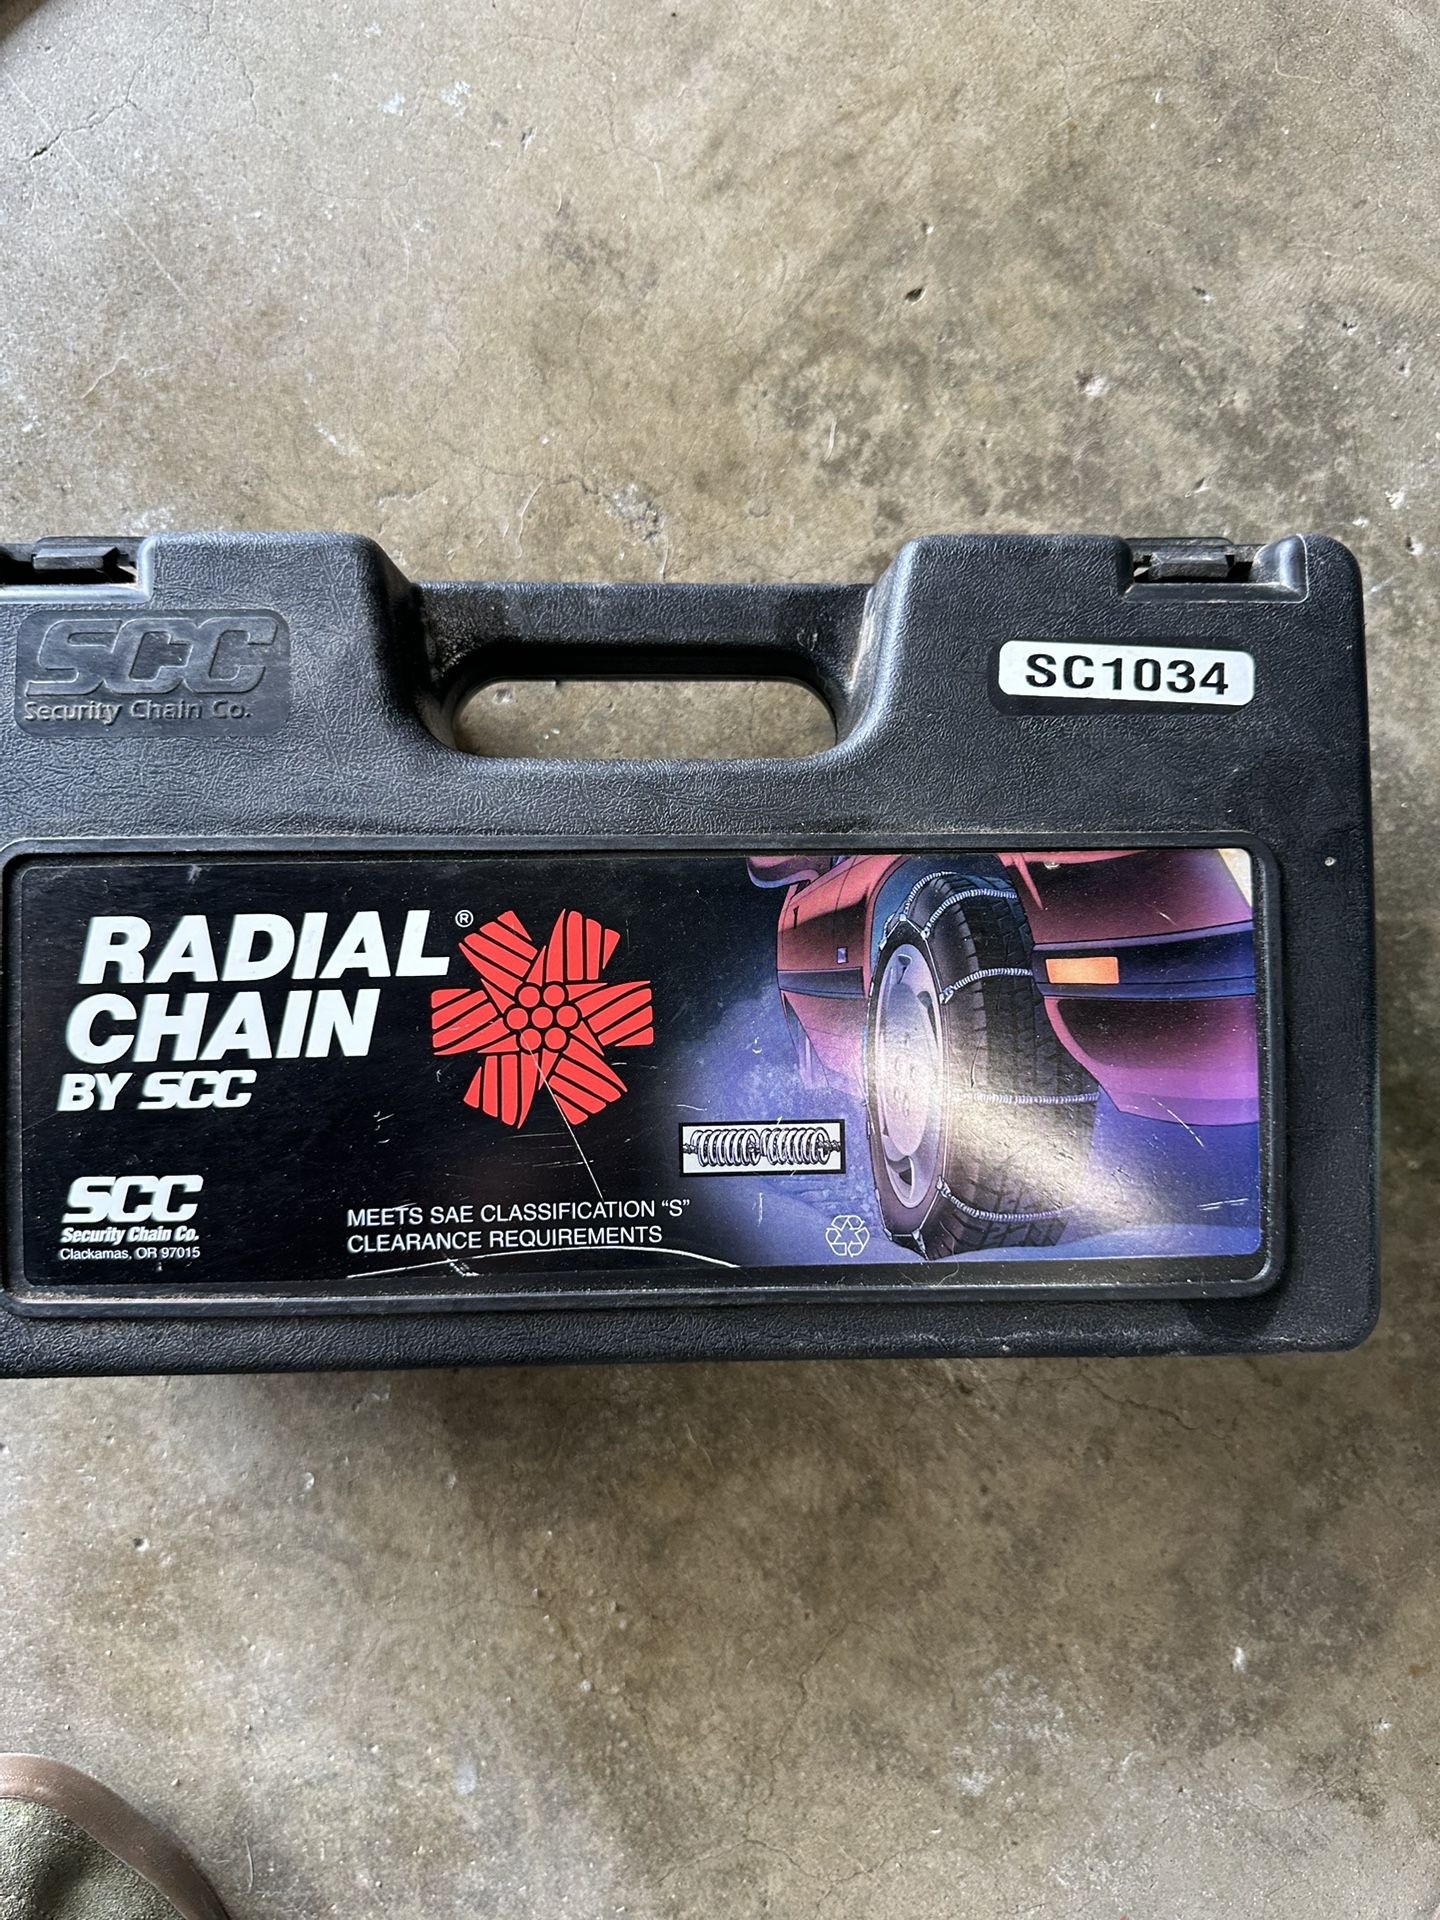 SCC
Security Chain Co.
SC1034
RADIAL®
CHAIN
BY SCC
SCC
Security Chain Co.
Clackamas, OR 97015
MEETS SAE CLASSIFICATION “S”
CLEARANCE REQUIREMENTS